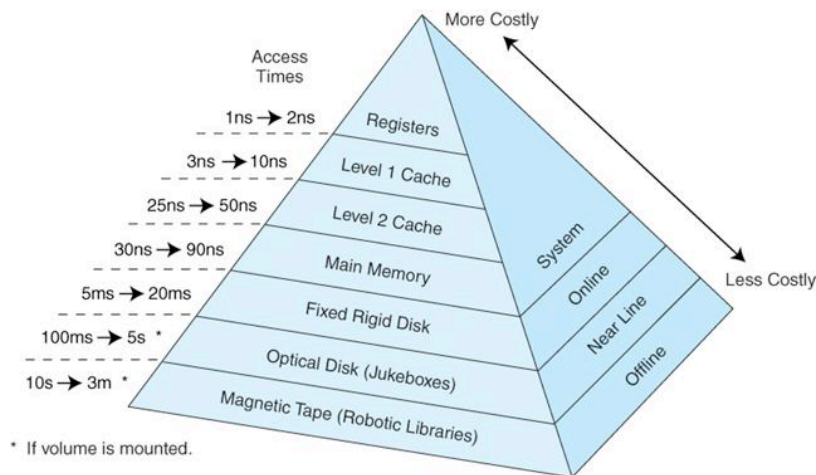 More Costly
Access
Times
1ns → 2ns
Registers
3ns → 10ns
Level 1 Cache
25ns → 50ns
Level 2 Cache
System
30ns → 90ns
Main Memory
Online
Less Costly
5ms → 20ms
Fixed Rigid Disk
Near Line
100ms → 5s *
Optical Disk (Jukeboxes)
Offline
10s → 3m *
Magnetic Tape (Robotic Libraries)
* If volume is mounted.